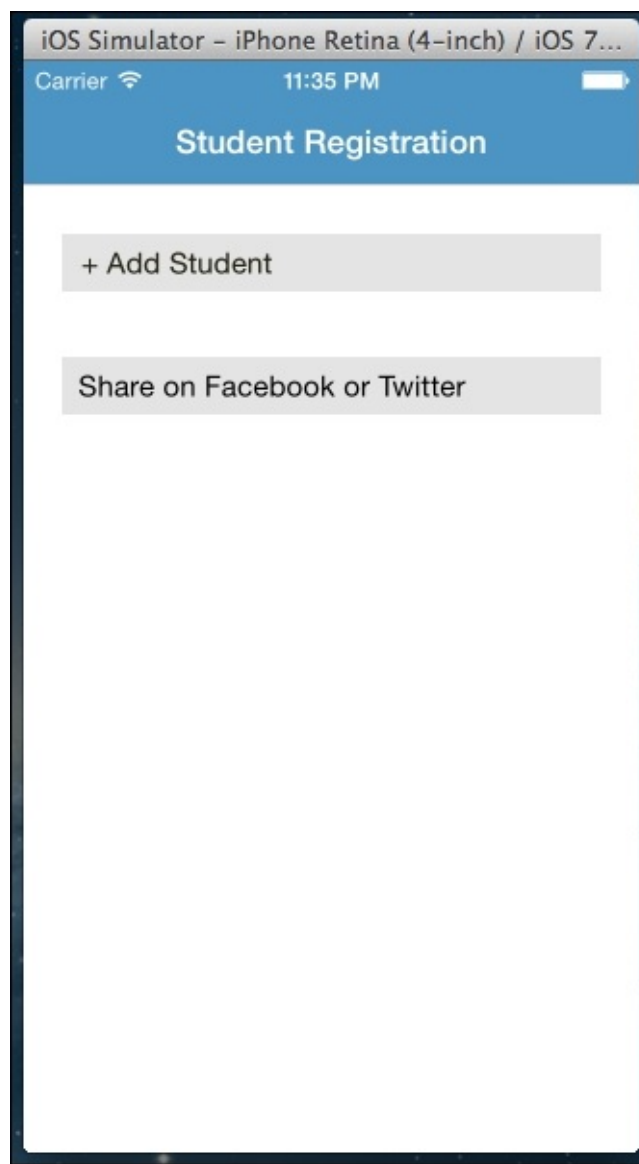 iOS Simulator – iPhone Retina (4-inch) / iOS 7...
Carrier 11:35 PM
Student Registration
+ Add Student
Share on Facebook or Twitter